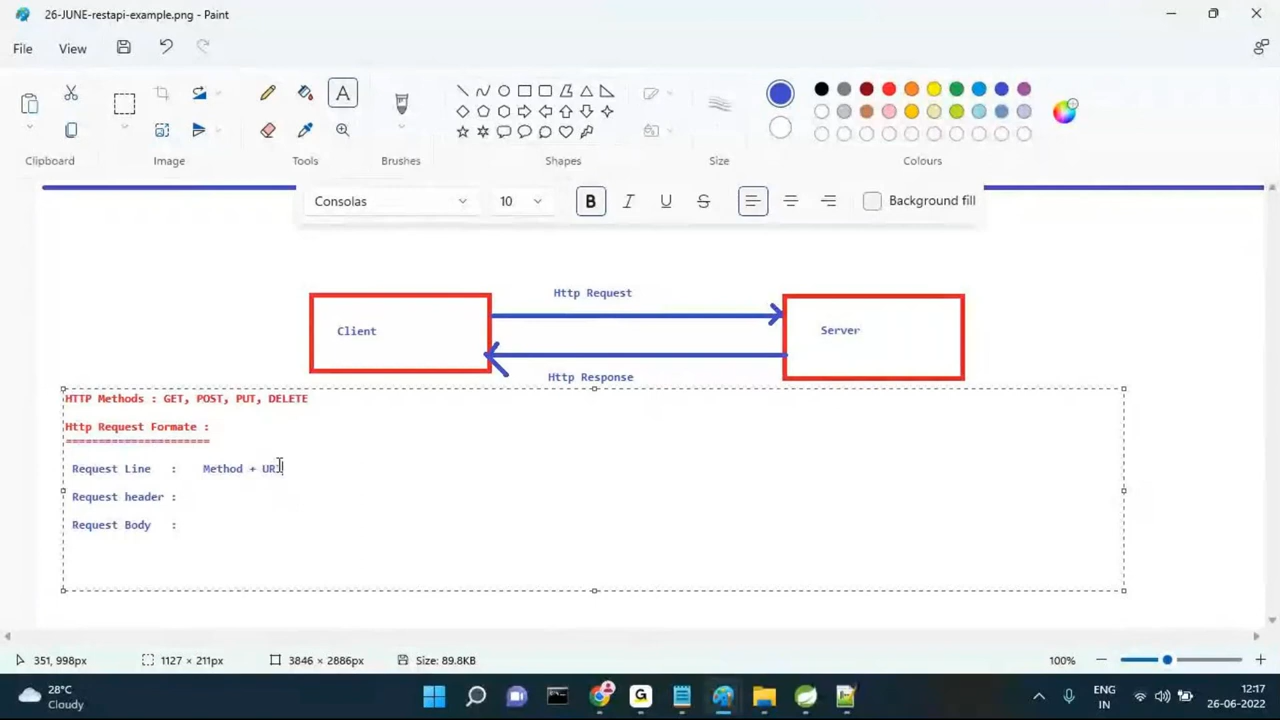 26-JUNE-restapi-example.png - Paint
File View
A
Clipboard Image Tools Brushes Shapes Size Colours
Consolas 10 B I U S Background fill
Http Request
Client Server
Http Response
HTTP Methods : GET, POST, PUT, DELETE
Http Request Formate :
======================
Request Line : Method + URI
Request header :
Request Body :
351, 998px 1127 × 211px 3846 × 2886px Size: 89.8KB 100%
28°C
Cloudy
ENG
IN
12:17
26-06-2022